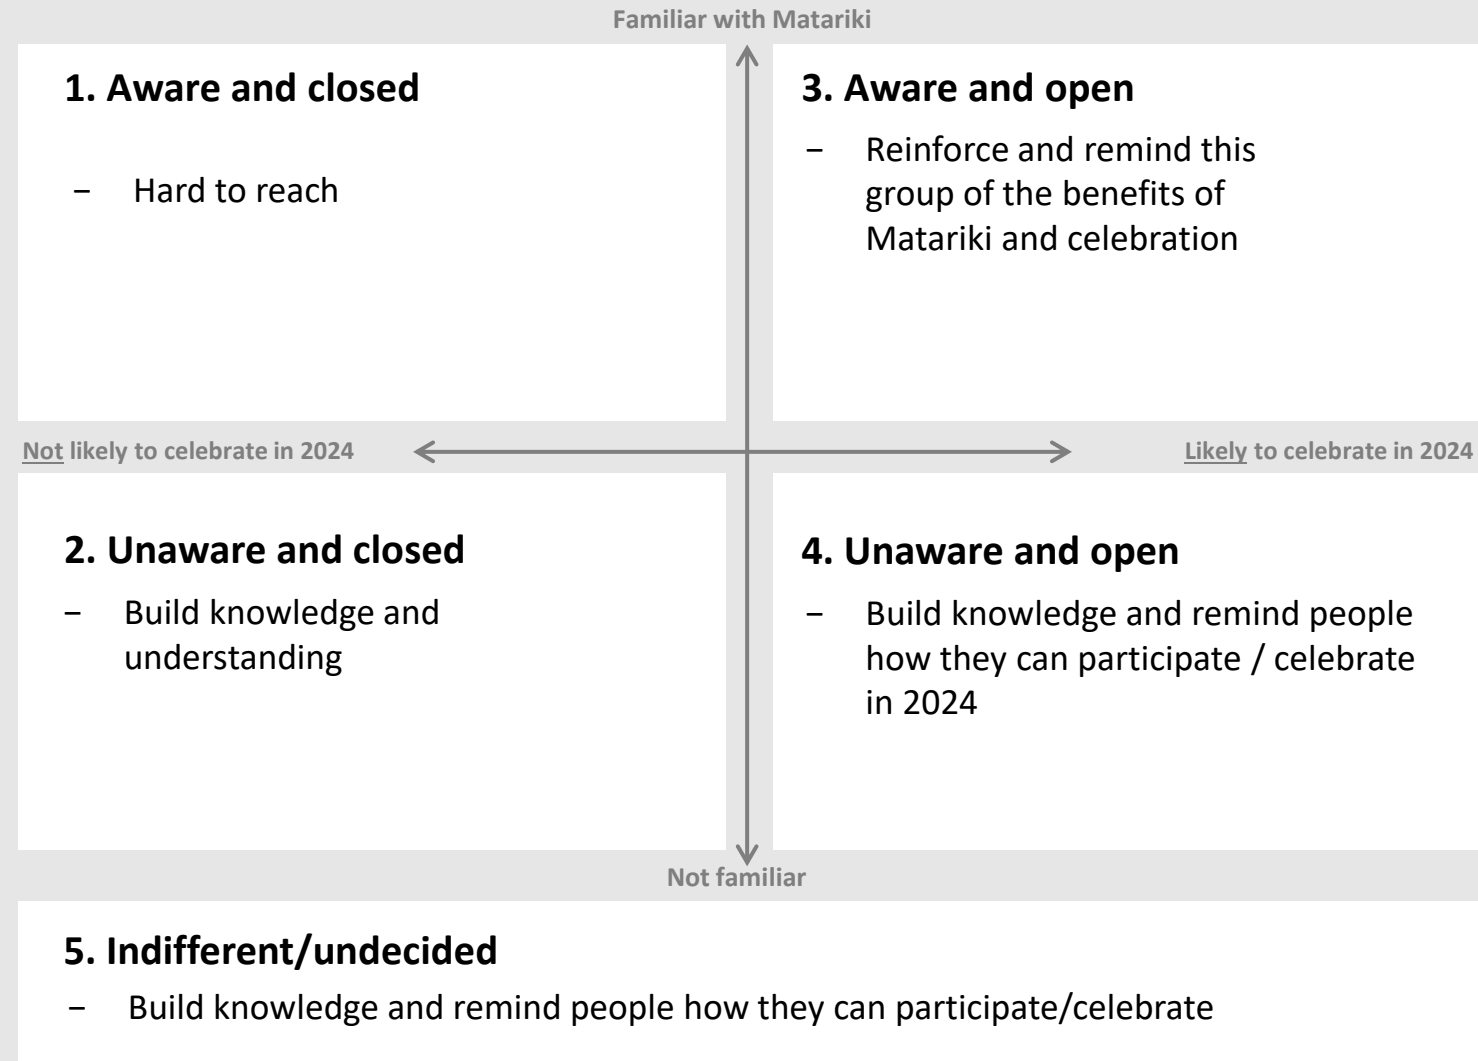 Familiar with Matariki
1. Aware and closed
− Hard to reach
3. Aware and open
− Reinforce and remind this
group of the benefits of
Matariki and celebration
Not likely to celebrate in 2024
Likely to celebrate in 2024
2. Unaware and closed
− Build knowledge and
understanding
4. Unaware and open
− Build knowledge and remind people
how they can participate / celebrate
in 2024
Not familiar
5. Indifferent/undecided
− Build knowledge and remind people how they can participate/celebrate